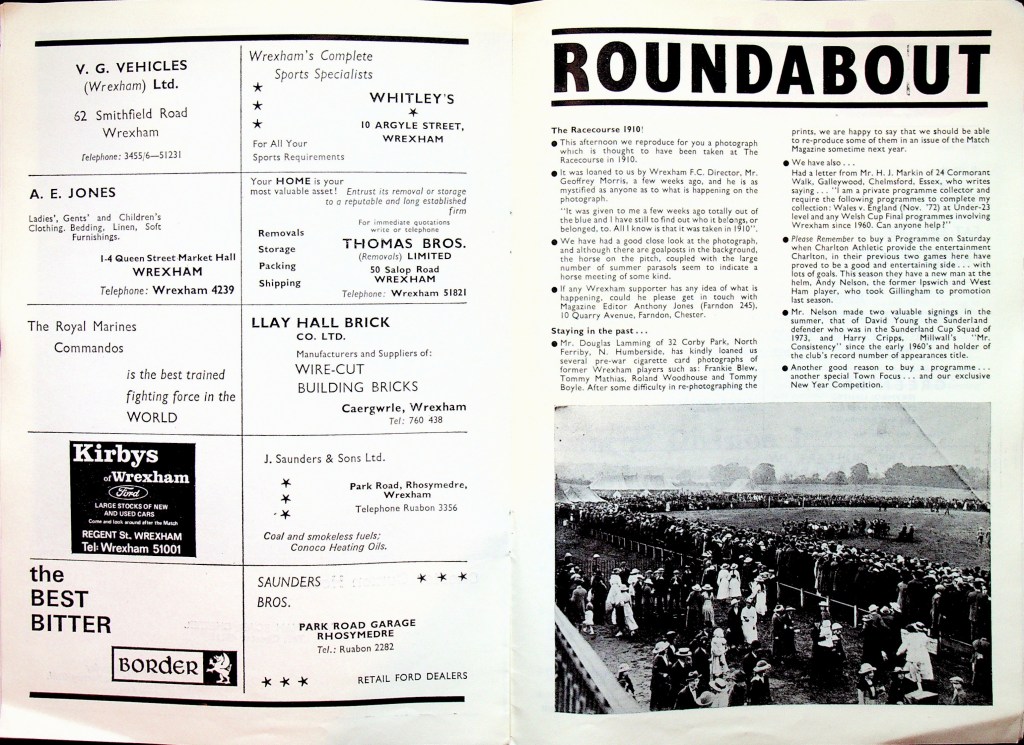 V. G. VEHICLES
(Wrexham) Ltd.
62 Smithfield Road
Wrexham
Telephone: 3455/6—51231
Wrexham's Complete
Sports Specialists
WHITLEY'S
10 ARGYLE STREET,
WREXHAM
For All Your
Sports Requirements
A. E. JONES
Ladies', Gents' and Children's
Clothing. Bedding, Linen, Soft
Furnishings.
1-4 Queen Street Market Hall
WREXHAM
Telephone: Wrexham 4239
Your HOME is your
most valuable asset! Entrust its removal or storage
to a reputable and long established
firm
For immediate quotations
write or telephone
Removals
Storage
Packing
Shipping
THOMAS BROS.
(Removals) LIMITED
50 Salop Road
WREXHAM
Telephone: Wrexham 51821
The Royal Marines
Commandos
is the best trained
fighting force in the
WORLD
LLAY HALL BRICK
CO. LTD.
Manufacturers and Suppliers of:
WIRE-CUT
BUILDING BRICKS
Caergwrle, Wrexham
Tel: 760 438
Kirbys
of Wrexham
Ford
LARGE STOCKS OF NEW
AND USED CARS
Come and look around after the Match
REGENT St., WREXHAM
Tel: Wrexham 51001
J. Saunders & Sons Ltd.
Park Road, Rhosymedre,
Wrexham
Telephone Ruabon 3356
Coal and smokeless fuels;
Conoco Heating Oils.
the
BEST
BITTER
BORDER
SAUNDERS
BROS.
PARK ROAD GARAGE
RHOSYMEDRE
Tel.: Ruabon 2282
RETAIL FORD DEALERS
ROUNDABOUT
The Racecourse 1910!
● This afternoon we reproduce for you a photograph
which is thought to have been taken at The
Racecourse in 1910.
● It was loaned to us by Wrexham F.C. Director, Mr.
Geoffrey Morris, a few weeks ago, and he is as
mystified as anyone as to what is happening on the
photograph.
"It was given to me a few weeks ago totally out of
the blue and I have still to find out who it belongs, or
belonged, to. All I know is that it was taken in 1910".
● We have had a good close look at the photograph,
and although there are goalposts in the background,
the horse on the pitch, coupled with the large
number of summer parasols seem to indicate a
horse meeting of some kind.
● If any Wrexham supporter has any idea of what is
happening, could he please get in touch with
Magazine Editor Anthony Jones (Farndon 245),
10 Quarry Avenue, Farndon, Chester.
Staying in the past . . .
● Mr. Douglas Lamming of 32 Corby Park, North
Ferriby, N. Humberside, has kindly loaned us
several pre-war cigarette card photographs of
former Wrexham players such as: Frankie Blew,
Tommy Mathias, Roland Woodhouse and Tommy
Boyle. After some difficulty in re-photographing the
prints, we are happy to say that we should be able
to re-produce some of them in an issue of the Match
Magazine sometime next year.
● We have also . . .
Had a letter from Mr. H. J. Markin of 24 Cormorant
Walk, Galleywood, Chelmsford, Essex, who writes
saying . . . "I am a private programme collector and
require the following programmes to complete my
collection: Wales v. England (Nov. '72) at Under-23
level and any Welsh Cup Final programmes involving
Wrexham since 1960. Can anyone help?"
● Please Remember to buy a Programme on Saturday
when Charlton Athletic provide the entertainment
Charlton, in their previous two games here have
proved to be a good and entertaining side . . . with
lots of goals. This season they have a new man at the
helm, Andy Nelson, the former Ipswich and West
Ham player, who took Gillingham to promotion
last season.
● Mr. Nelson made two valuable signings in the
summer, that of David Young the Sunderland
defender who was in the Sunderland Cup Squad of
1973, and Harry Cripps, Millwall's "Mr.
Consistency" since the early 1960's and holder of
the club's record number of appearances title.
● Another good reason to buy a programme . . .
another special Town Focus . . . and our exclusive
New Year Competition.